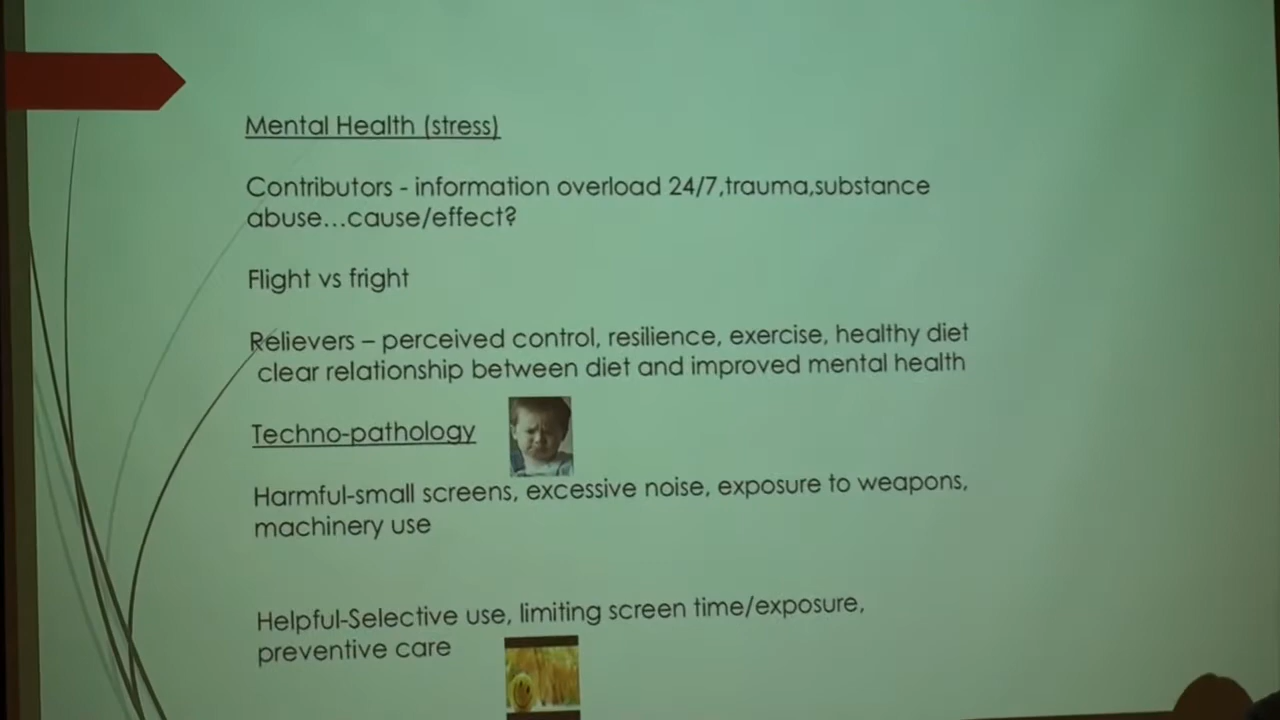 Mental Health (stress)
Contributors - information overload 24/7,trauma,substance
abuse...cause/effect?
Flight vs fright
Relievers – perceived control, resilience, exercise, healthy diet
clear relationship between diet and improved mental health
Techno-pathology
Harmful-small screens, excessive noise, exposure to weapons,
machinery use
Helpful-Selective use, limiting screen time/exposure,
preventive care